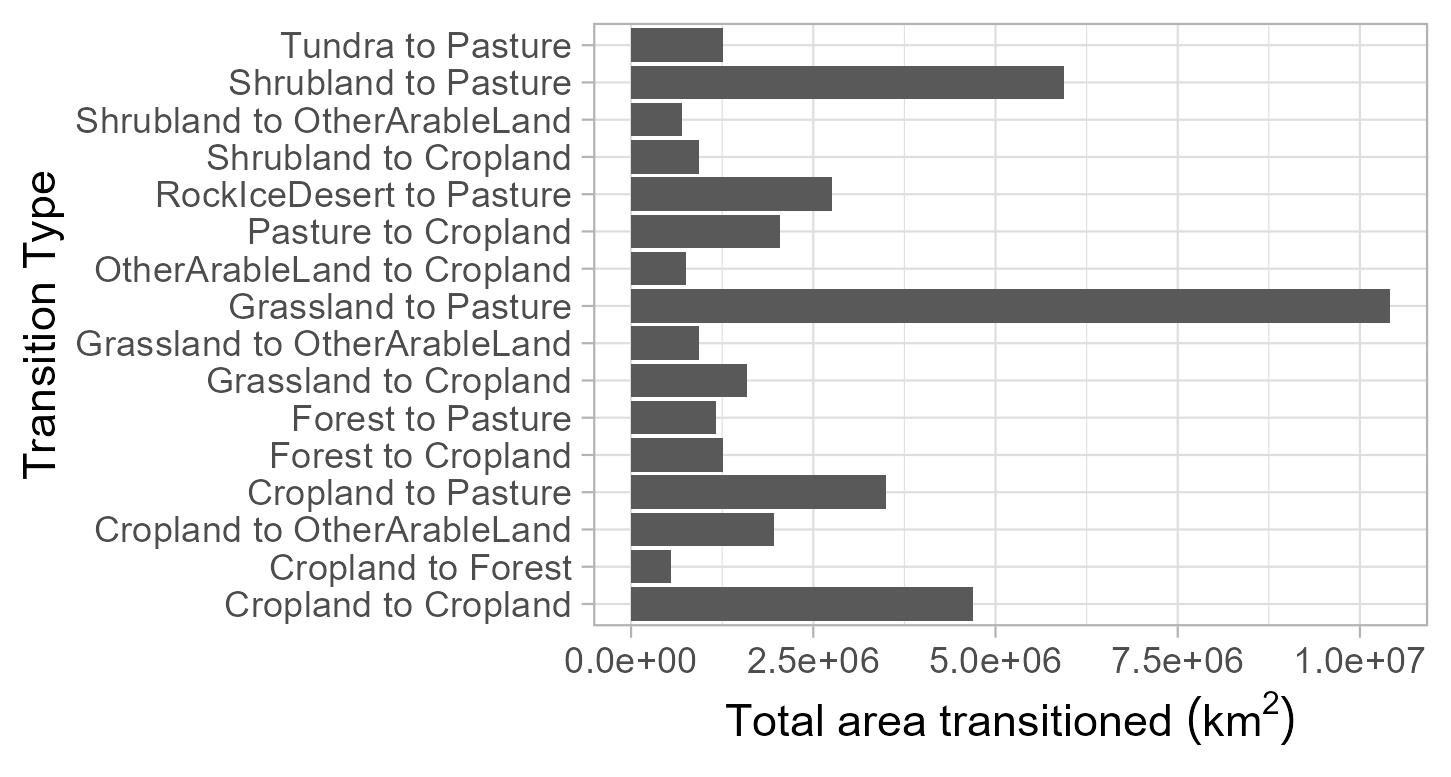 Transition Type
Tundra to Pasture
Shrubland to Pasture
Shrubland to OtherArableLand
Shrubland to Cropland
RockIceDesert to Pasture
Pasture to Cropland
OtherArableLand to Cropland
Grassland to Pasture
Grassland to OtherArableLand
Grassland to Cropland
Forest to Pasture
Forest to Cropland
Cropland to Pasture
Cropland to OtherArableLand
Cropland to Forest
Cropland to Cropland
0.0e+00 2.5e+06 5.0e+06 7.5e+06 1.0e+07
Total area transitioned (km²)